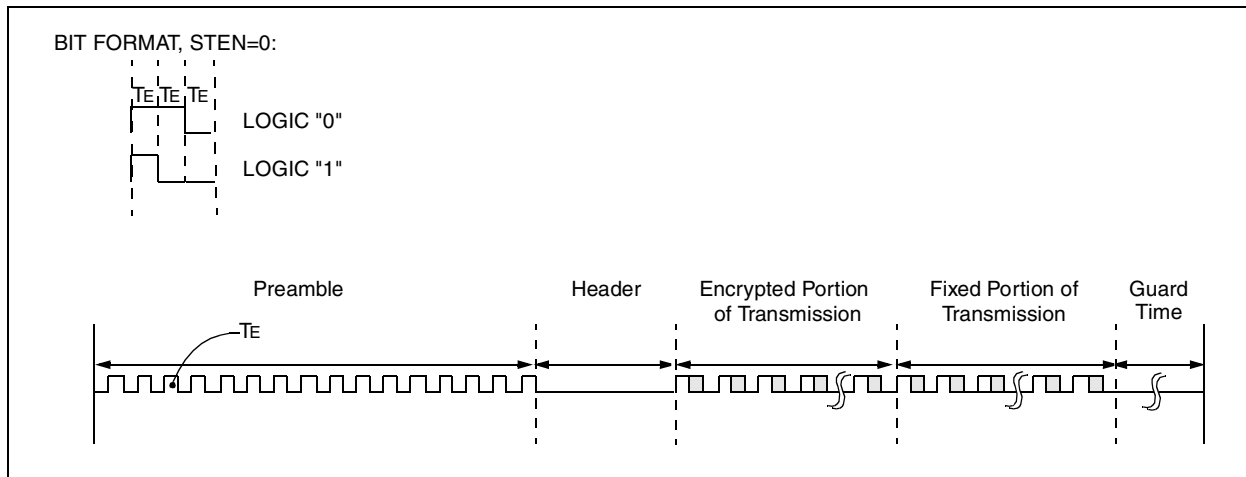 BIT FORMAT, STEN=0:
TE TE TE
LOGIC "0"
LOGIC "1"
Preamble
Header
Encrypted Portion
of Transmission
Fixed Portion of
Transmission
Guard
Time
TE